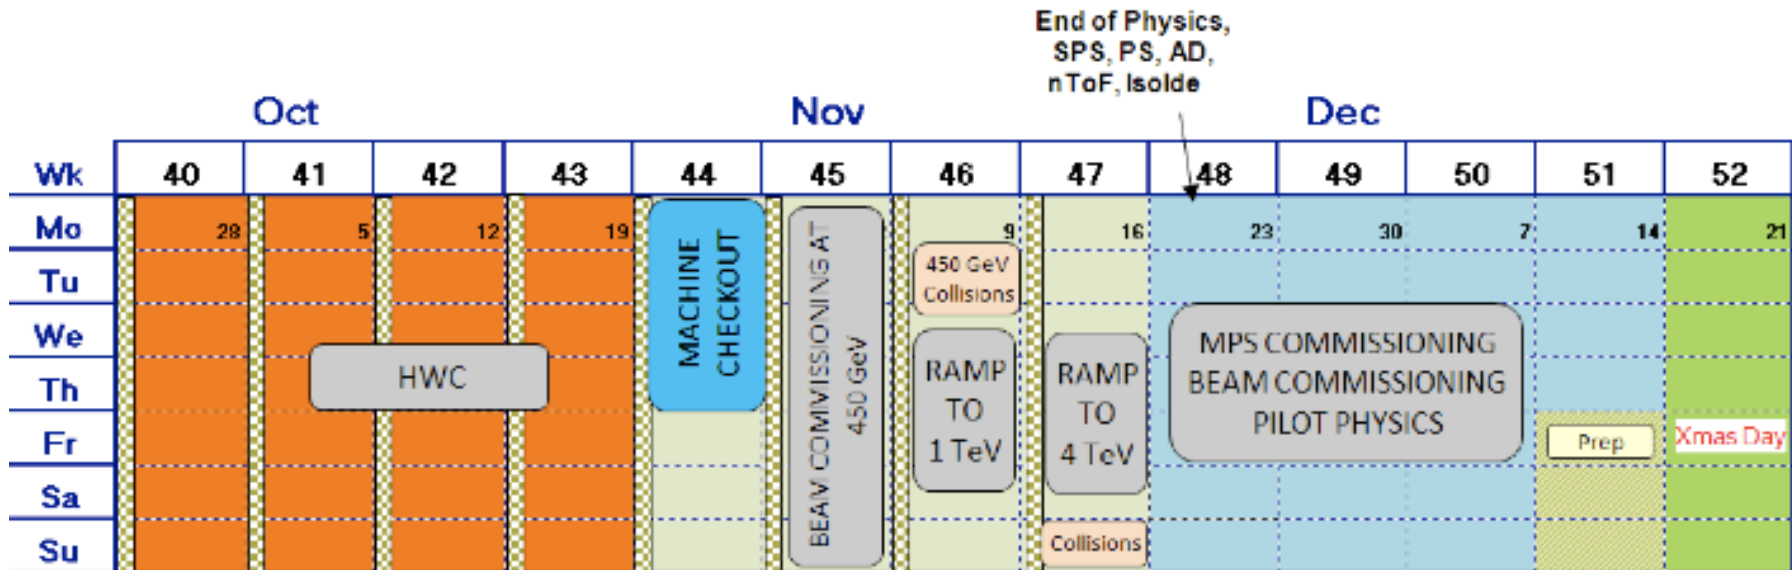 End of Physics,
SPS, PS, AD,
nToF, Isolde
Oct Nov Dec
Wk 40 41 42 43 44 45 46 47 48 49 50 51 52
Mo 28 5 12 19 9 16 23 30 7 14 21
Tu
We
Th
Fr
Sa
Su
HWC
MACHINE
CHECKOUT
BEAM COMMISSIONING AT
450 GeV
450 GeV
Collisions
RAMP
TO
1 TeV
RAMP
TO
4 TeV
Collisions
MPS COMMISSIONING
BEAM COMMISSIONING
PILOT PHYSICS
Prep
Xmas Day